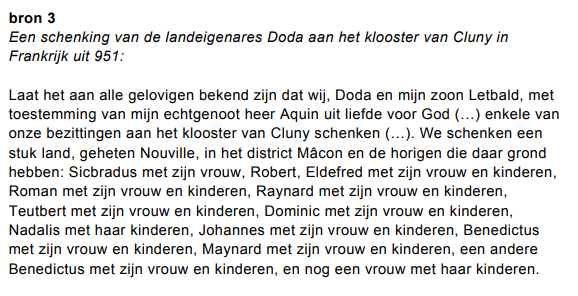 bron 3
Een schenking van de landeigenares Doda aan het klooster van Cluny in
Frankrijk uit 951:
Laat het aan alle gelovigen bekend zijn dat wij, Doda en mijn zoon Letbald, met
toestemming van mijn echtgenoot heer Aquin uit liefde voor God (…) enkele van
onze bezittingen aan het klooster van Cluny schenken (…). We schenken een
stuk land, geheten Nouville, in het district Mâcon en de horigen die daar grond
hebben: Sicbradus met zijn vrouw, Robert, Eldefred met zijn vrouw en kinderen,
Roman met zijn vrouw en kinderen, Raynard met zijn vrouw en kinderen,
Teutbert met zijn vrouw en kinderen, Dominic met zijn vrouw en kinderen,
Nadalis met haar kinderen, Johannes met zijn vrouw en kinderen, Benedictus
met zijn vrouw en kinderen, Maynard met zijn vrouw en kinderen, een andere
Benedictus met zijn vrouw en kinderen, en nog een vrouw met haar kinderen.